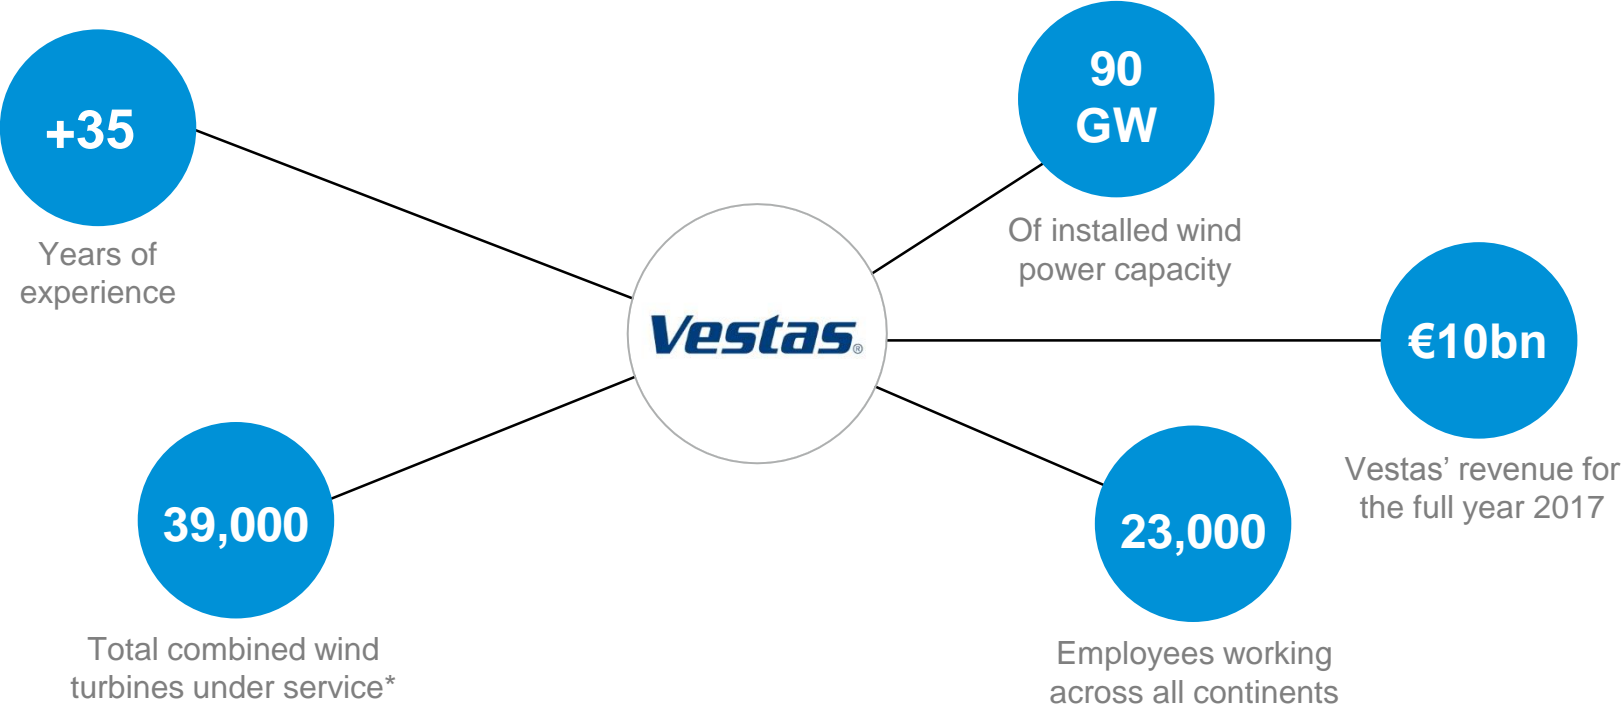 +35
Years of
experience
90
GW
Of installed wind
power capacity
Vestas®
€10bn
Vestas’ revenue for
the full year 2017
39,000
Total combined wind
turbines under service*
23,000
Employees working
across all continents